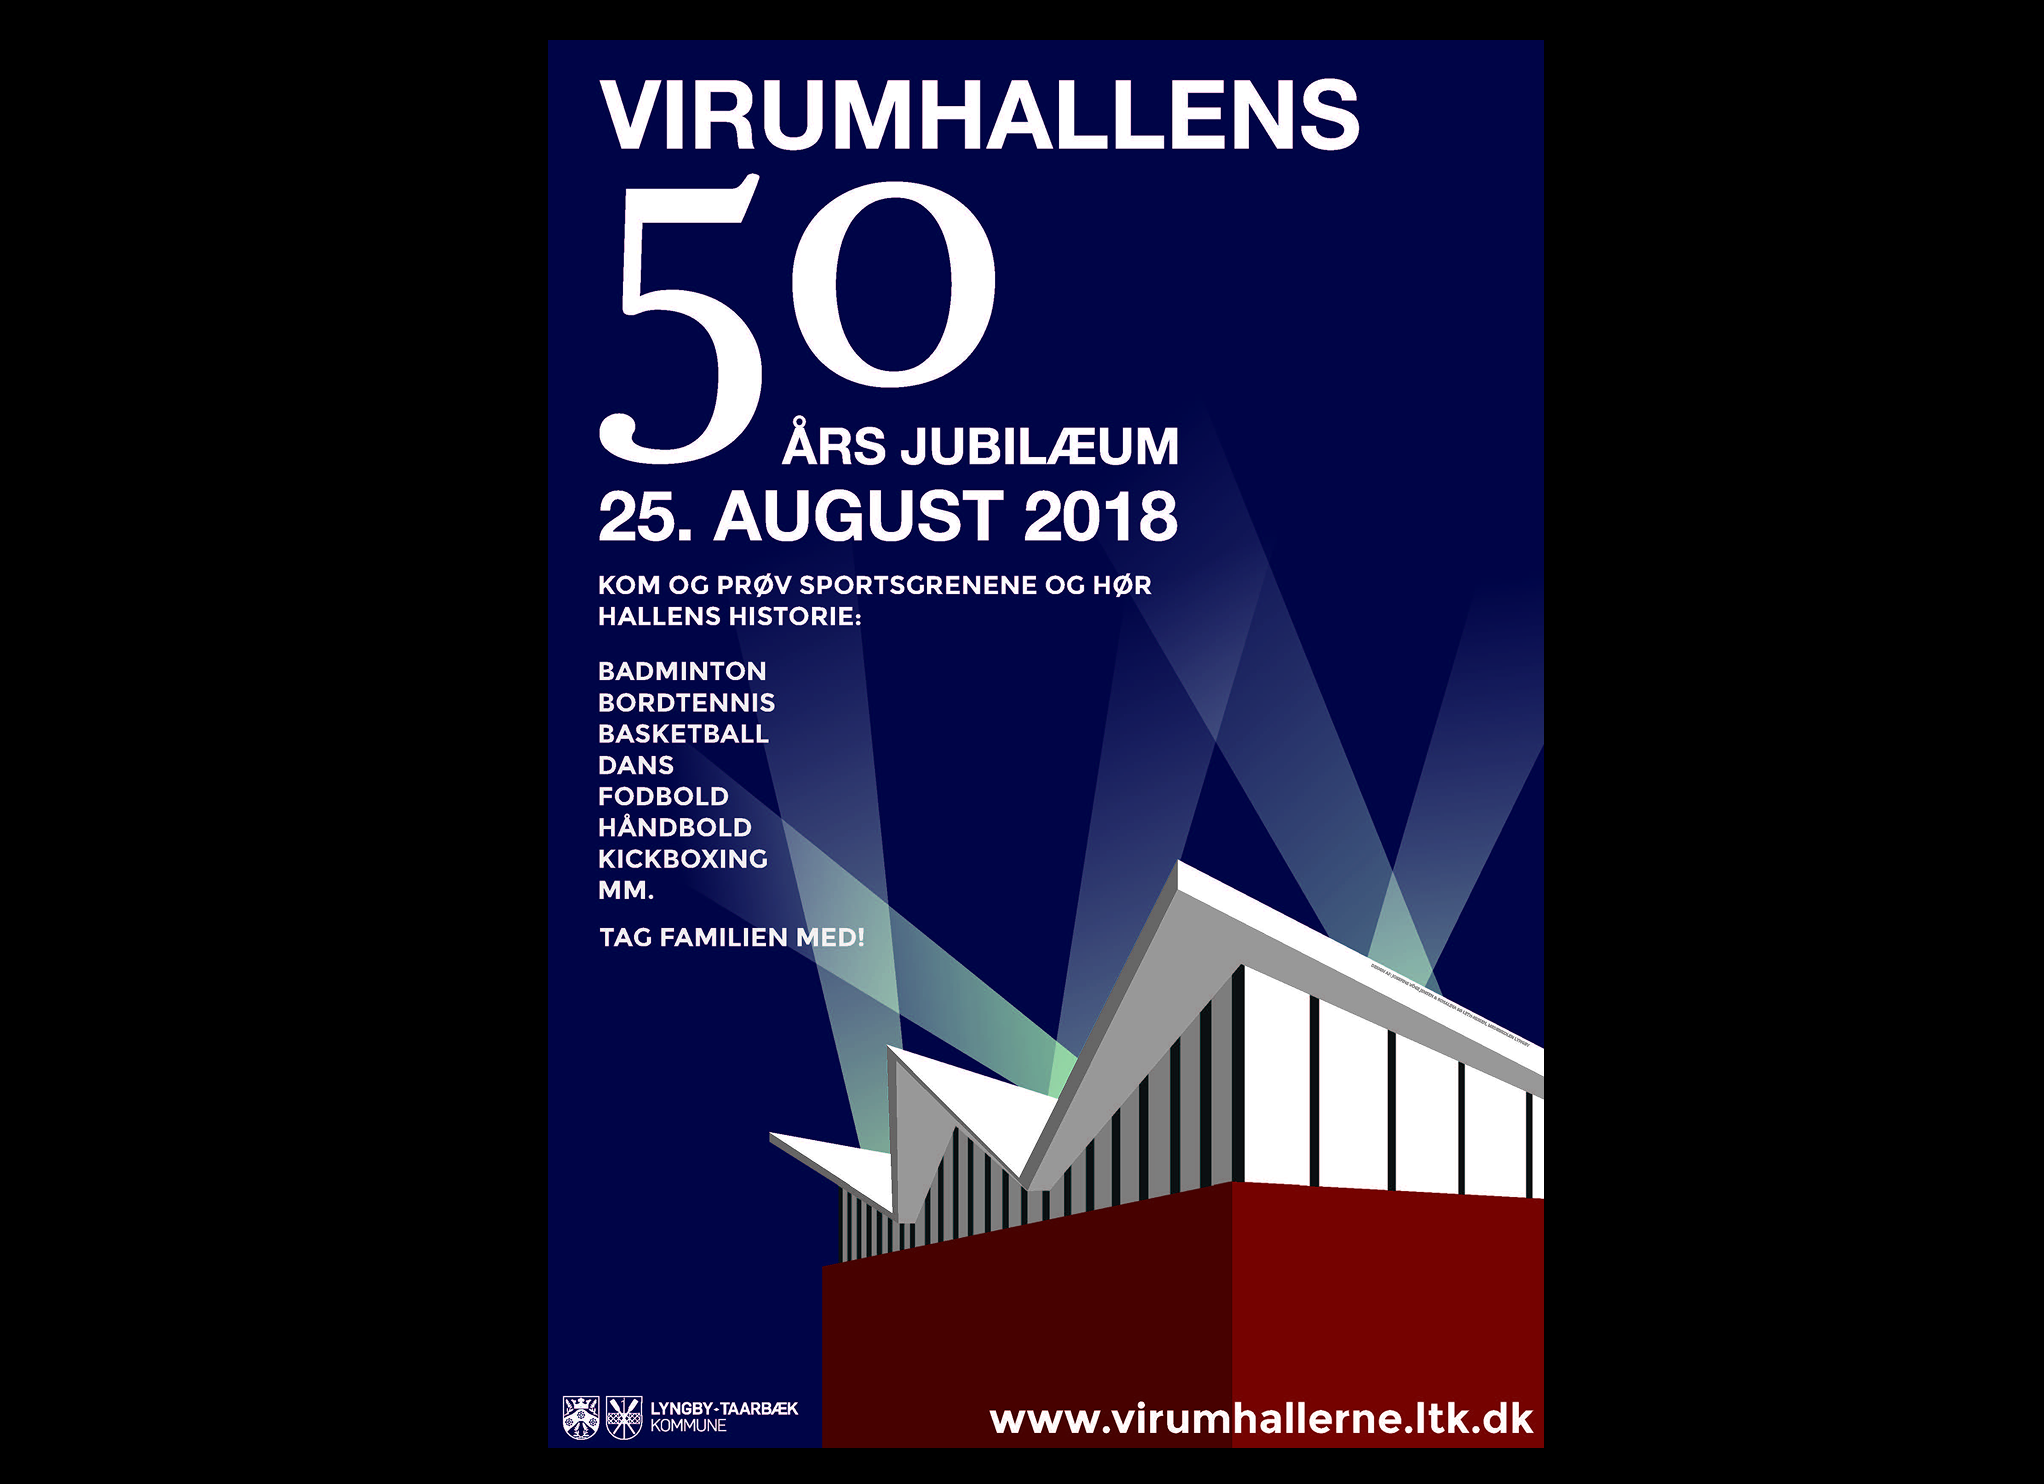 VIRUMHALLENS
50
ÅRS JUBILÆUM
25. AUGUST 2018
KOM OG PRØV SPORTSGRENENE OG HØR
HALLENS HISTORIE:
BADMINTON
BORDTENNIS
BASKETBALL
DANS
FODBOLD
HÅNDBOLD
KICKBOXING
MM.
TAG FAMILIEN MED!
LYNGBY-TAARBÆK
KOMMUNE
www.virumhallerne.ltk.dk